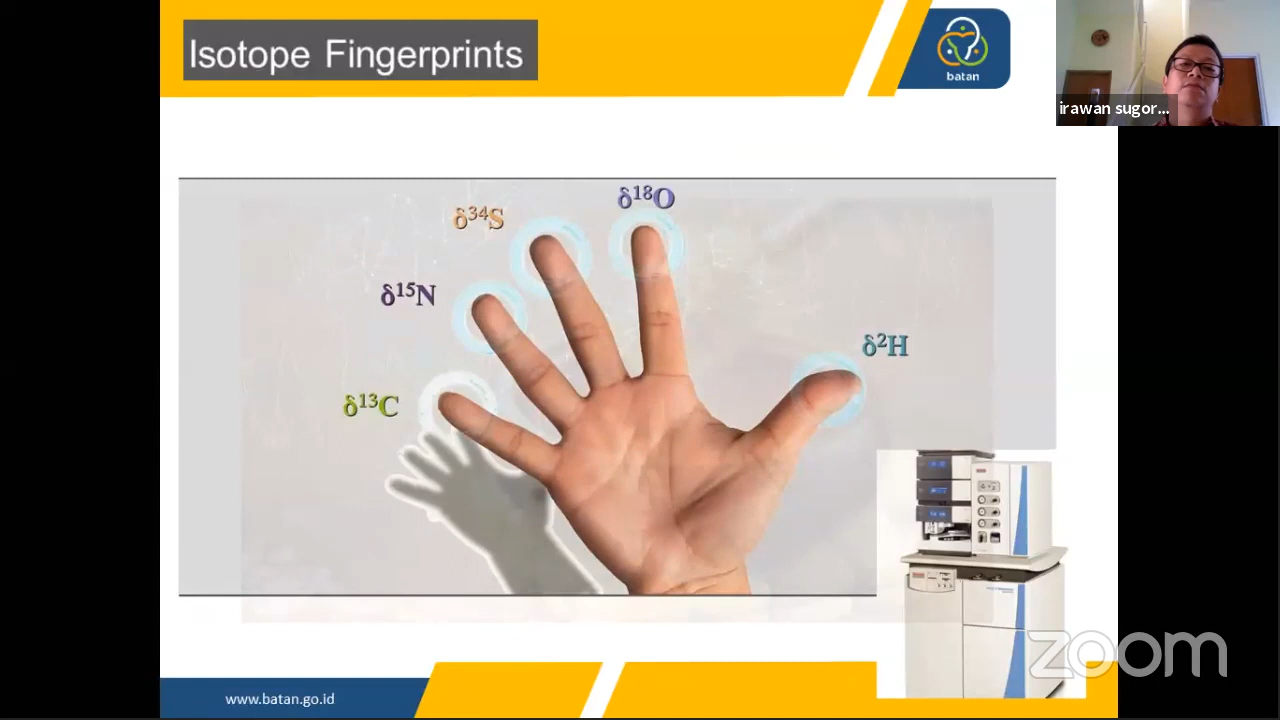 Isotope Fingerprints
batan
irawan sugor...
δ¹⁸O
δ³⁴S
δ¹⁵N
δ²H
δ¹³C
zoom
www.batan.go.id